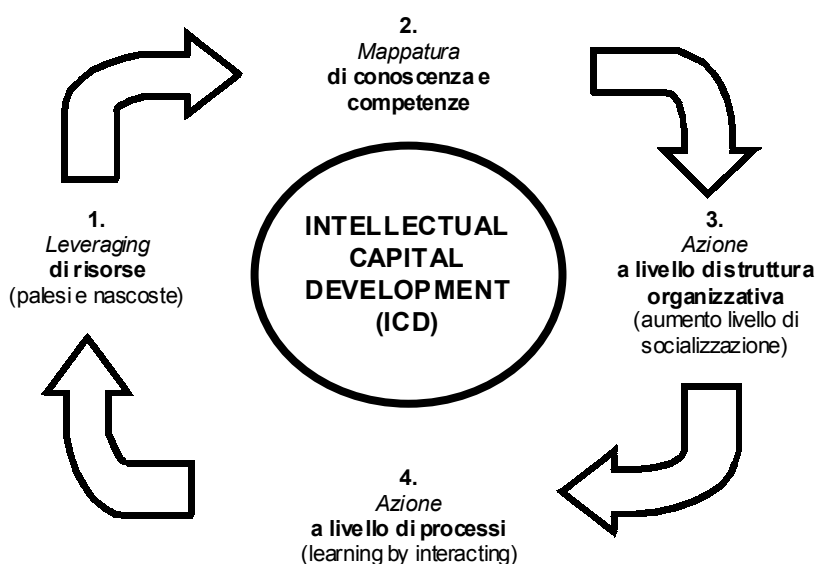 1.
Leveraging
di risorse
(palesi e nascoste)
2.
Mappatura
di conoscenza e
competenze
3.
Azione
a livello di struttura
organizzativa
(aumento livello di
socializzazione)
4.
Azione
a livello di processi
(learning by interacting)
INTELLECTUAL
CAPITAL
DEVELOPMENT
(ICD)